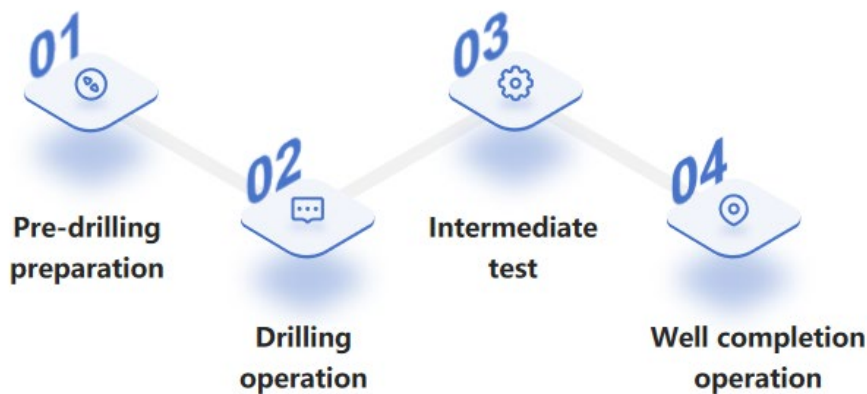 01
Pre-drilling
preparation
02
Drilling
operation
03
Intermediate
test
04
Well completion
operation